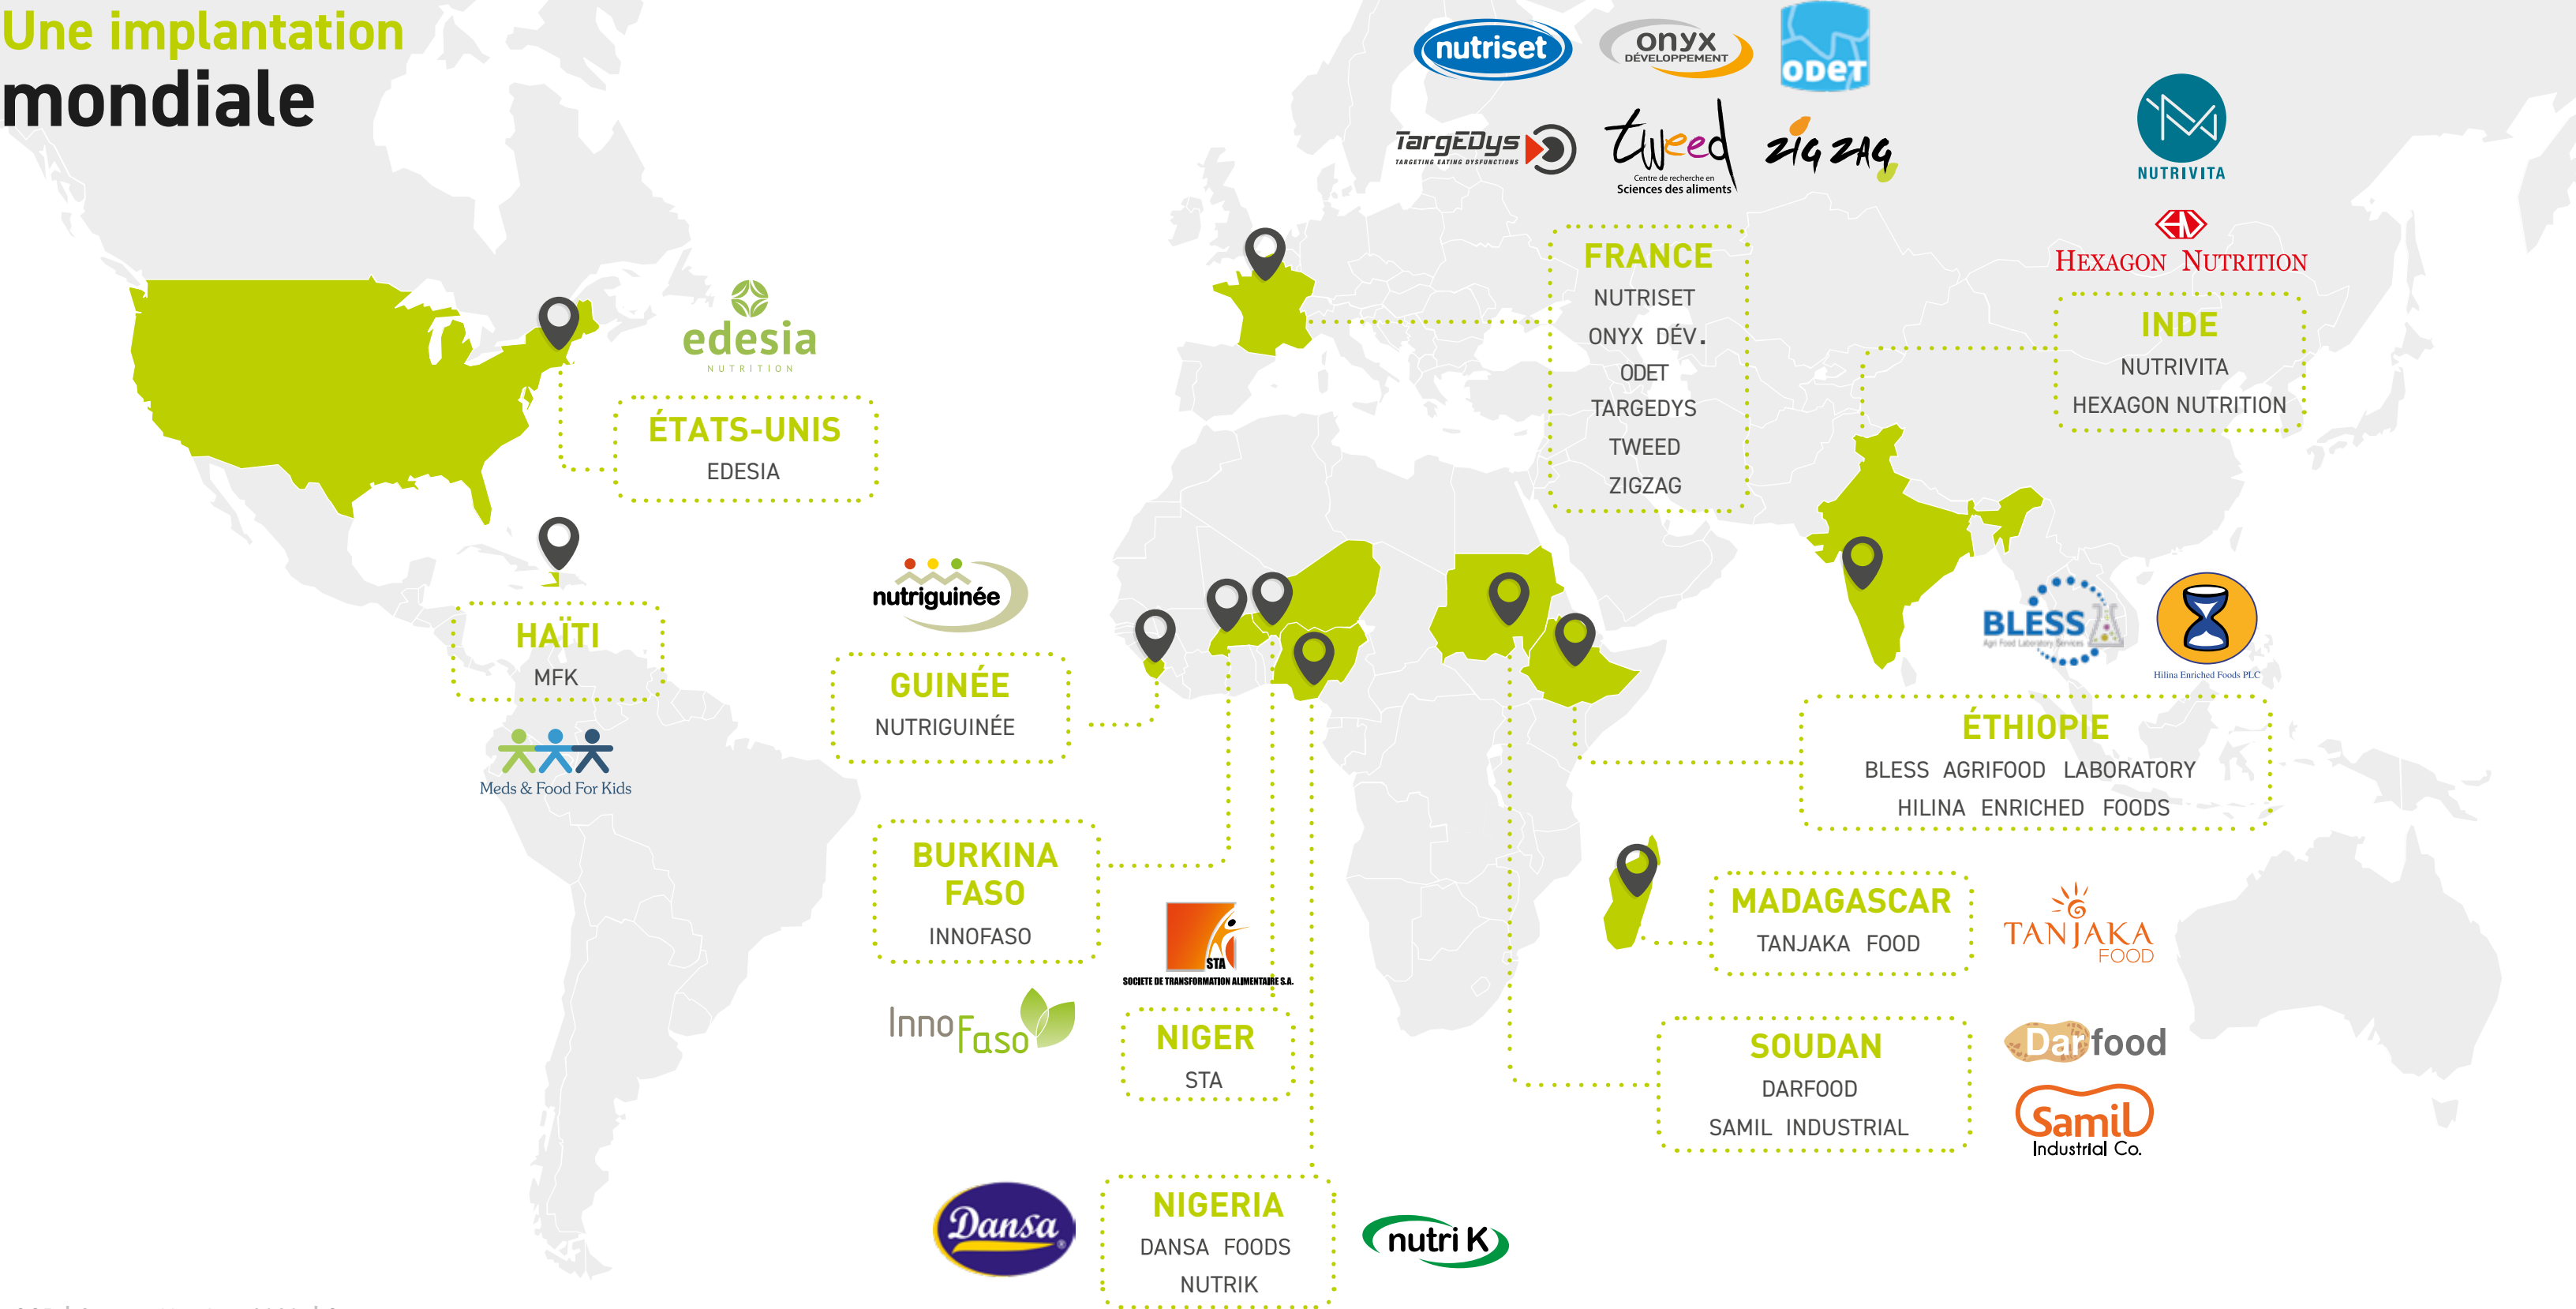 Une implantation
mondiale
nutriset
onyx
DÉVELOPPEMENT
ODeT
TargEDys
TARGETING EATING DYSFUNCTIONS
tweed
Centre de recherche en
Sciences des aliments
ZIG ZAG
NUTRIVITA
HEXAGON NUTRITION
FRANCE
NUTRISET
ONYX DÉV.
ODET
TARGEDYS
TWEED
ZIGZAG
INDE
NUTRIVITA
HEXAGON NUTRITION
edesia
NUTRITION
ÉTATS-UNIS
EDESIA
HAÏTI
MFK
Meds & Food For Kids
nutriguinée
GUINÉE
NUTRIGUINÉE
BLESS
Agri Food Laboratory Services
Hilina Enriched Foods PLC
ÉTHIOPIE
BLESS AGRIFOOD LABORATORY
HILINA ENRICHED FOODS
BURKINA
FASO
INNOFASO
InnoFaso
STA
SOCIETE DE TRANSFORMATION ALIMENTAIRE S.A.
NIGER
STA
MADAGASCAR
TANJAKA FOOD
TANJAKA
FOOD
SOUDAN
DARFOOD
SAMIL INDUSTRIAL
Darfood
Samil
Industrial Co.
Dansa
NIGERIA
DANSA FOODS
NUTRIK
nutri K